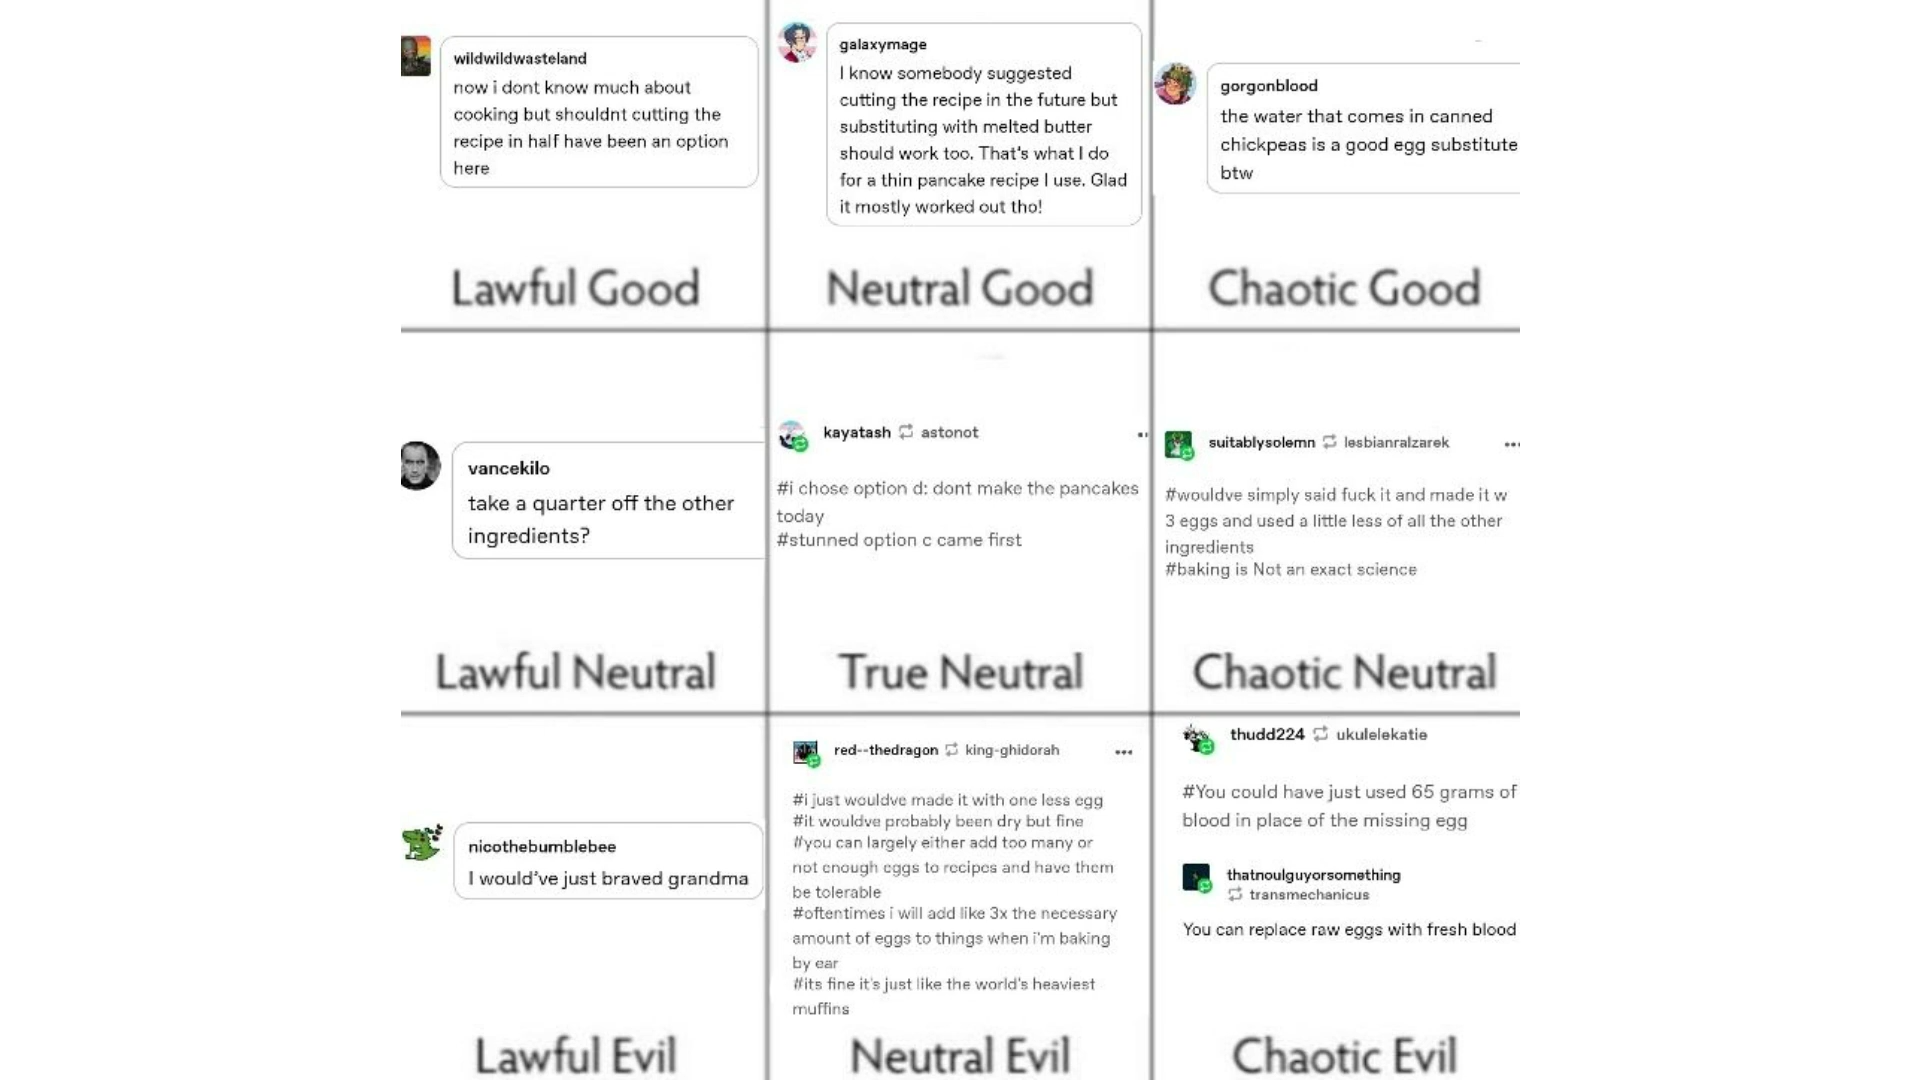 wildwildwasteland
now i dont know much about
cooking but shouldnt cutting the
recipe in half have been an option
here
Lawful Good
galaxymage
I know somebody suggested
cutting the recipe in the future but
substituting with melted butter
should work too. That's what I do
for a thin pancake recipe I use. Glad
it mostly worked out tho!
Neutral Good
gorgonblood
the water that comes in canned
chickpeas is a good egg substitute
btw
Chaotic Good
vancekilo
take a quarter off the other
ingredients?
Lawful Neutral
kayatash astonot
#i chose option d: dont make the pancakes
today
#stunned option c came first
True Neutral
suitablysolemn lesbianralzarek
#wouldve simply said fuck it and made it w
3 eggs and used a little less of all the other
ingredients
#baking is Not an exact science
Chaotic Neutral
nicothebumblebee
I would've just braved grandma
Lawful Evil
red--thedragon king-ghidorah
#i just wouldve made it with one less egg
#it wouldve probably been dry but fine
#you can largely either add too many or
not enough eggs to recipes and have them
be tolerable
#oftentimes i will add like 3x the necessary
amount of eggs to things when i'm baking
by ear
#its fine it's just like the world's heaviest
muffins
Neutral Evil
thudd224 ukulelekatie
#You could have just used 65 grams of
blood in place of the missing egg
thatnoulguyorsomething
transmechanicus
You can replace raw eggs with fresh blood
Chaotic Evil